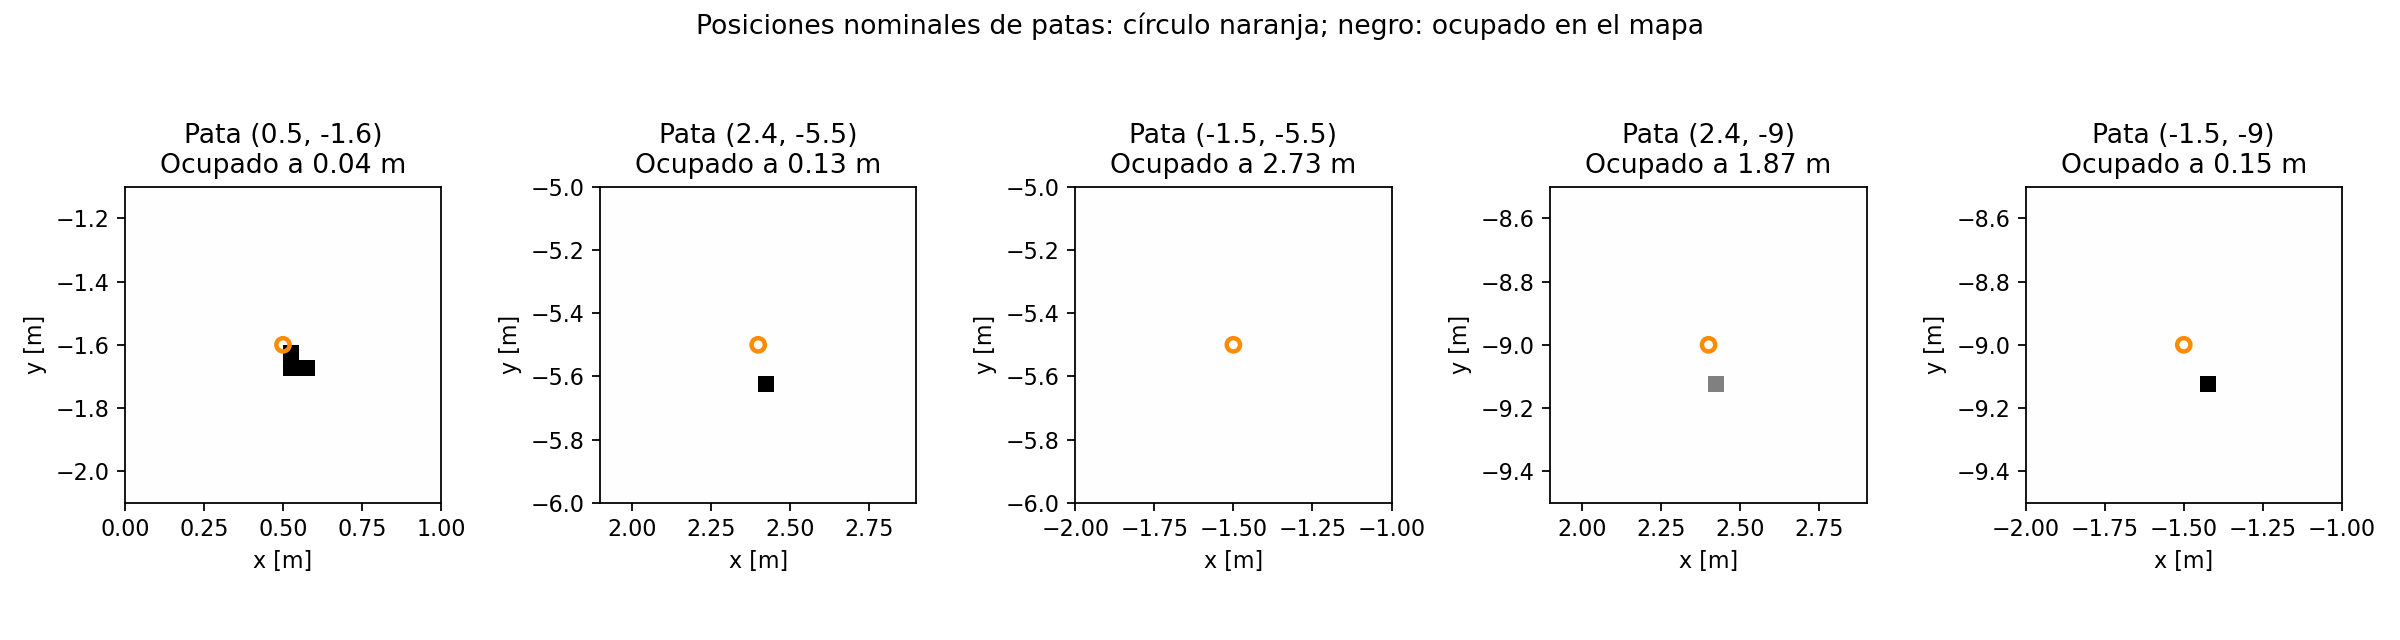 Posiciones nominales de patas: círculo naranja; negro: ocupado en el mapa
Pata (0.5, -1.6)
Ocupado a 0.04 m
−1.2
−1.4
−1.6
−1.8
−2.0
y [m]
0.00 0.25 0.50 0.75 1.00
x [m]
Pata (2.4, -5.5)
Ocupado a 0.13 m
−5.0
−5.2
−5.4
−5.6
−5.8
−6.0
y [m]
2.00 2.25 2.50 2.75
x [m]
Pata (-1.5, -5.5)
Ocupado a 2.73 m
−5.0
−5.2
−5.4
−5.6
−5.8
−6.0
y [m]
−2.00 −1.75 −1.50 −1.25 −1.00
x [m]
Pata (2.4, -9)
Ocupado a 1.87 m
−8.6
−8.8
−9.0
−9.2
−9.4
y [m]
2.00 2.25 2.50 2.75
x [m]
Pata (-1.5, -9)
Ocupado a 0.15 m
−8.6
−8.8
−9.0
−9.2
−9.4
y [m]
−2.00 −1.75 −1.50 −1.25 −1.00
x [m]